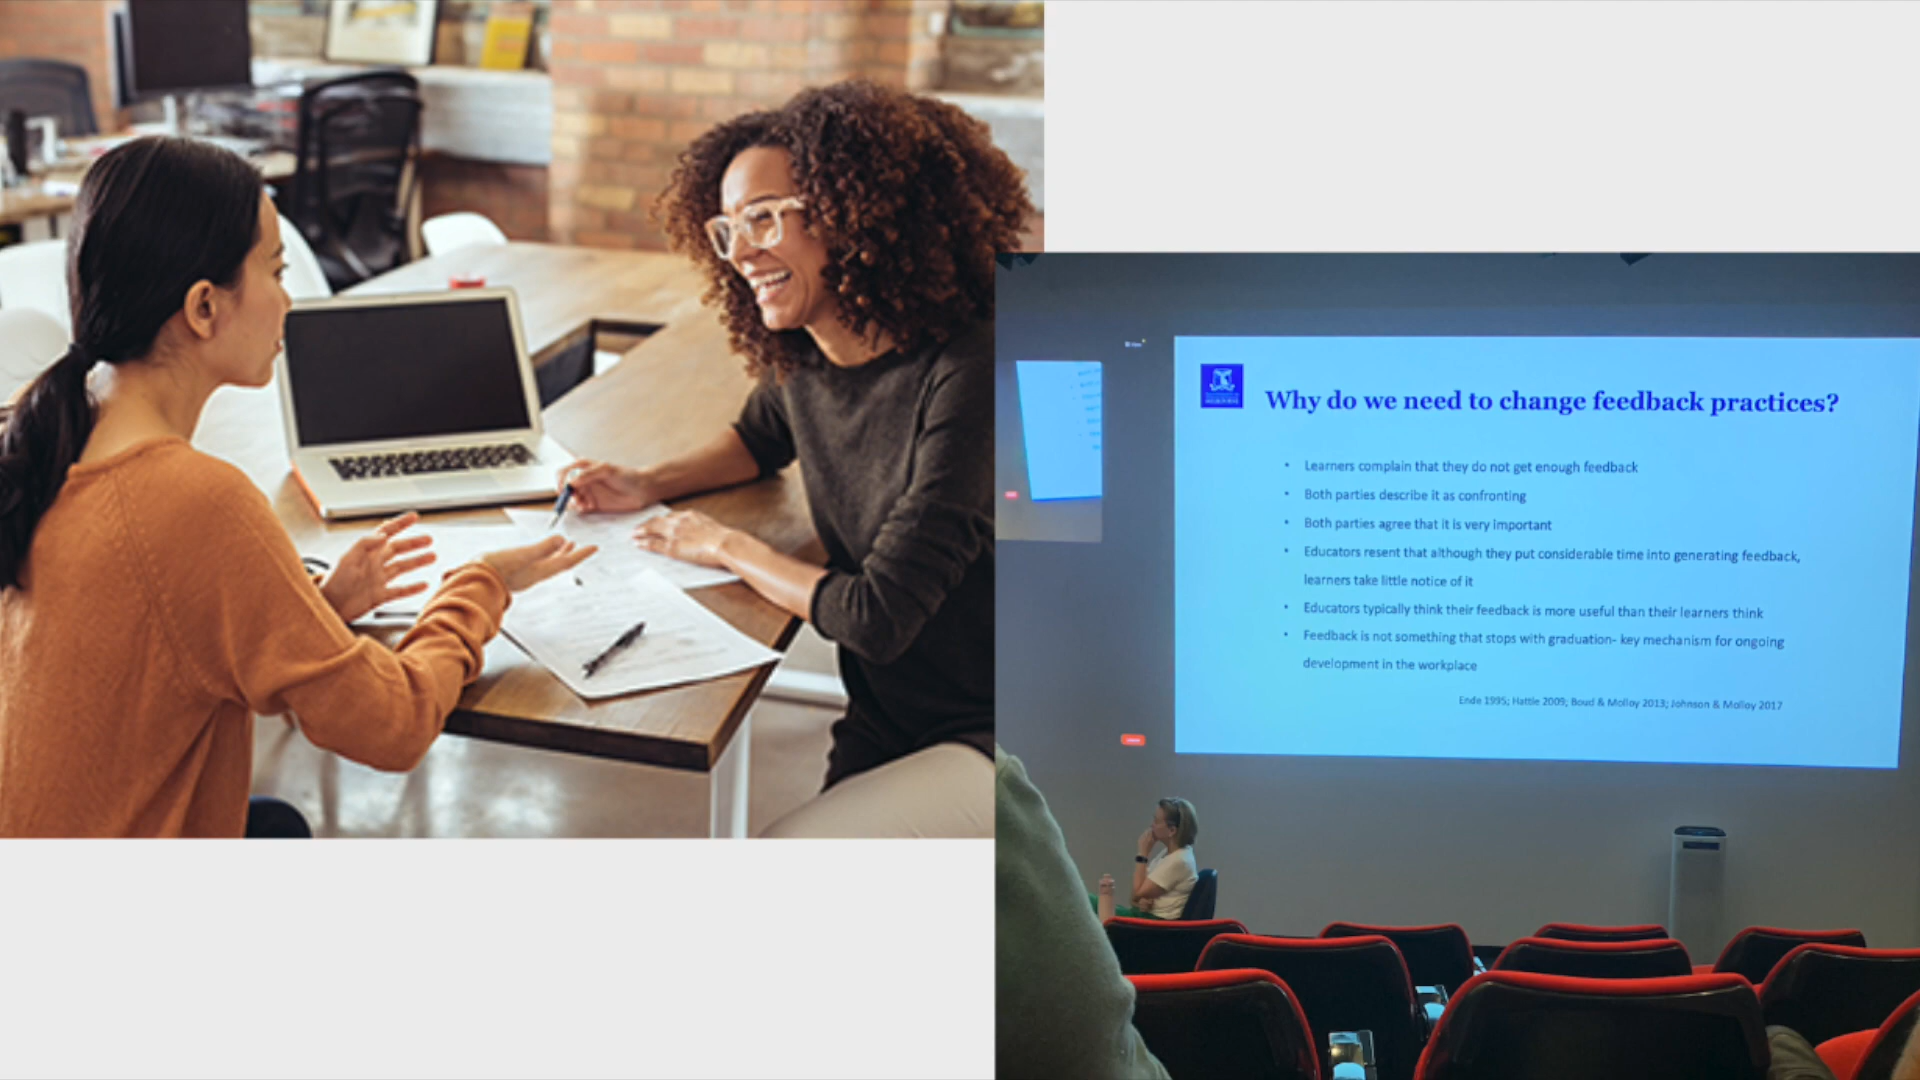 Why do we need to change feedback practices?
• Learners complain that they do not get enough feedback
• Both parties describe it as confronting
• Both parties agree that it is very important
• Educators resent that although they put considerable time into generating feedback,
learners take little notice of it
• Educators typically think their feedback is more useful than their learners think
• Feedback is not something that stops with graduation- key mechanism for ongoing
development in the workplace
Ende 1995; Hattie 2009; Boud & Molloy 2013; Johnson & Molloy 2017